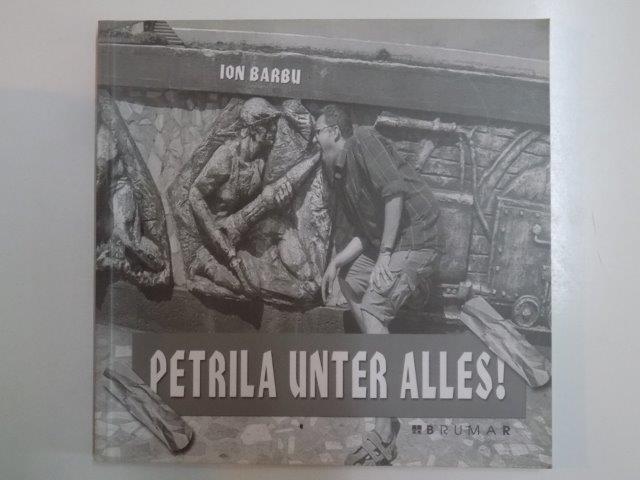 ION BARBU
PETRILA UNTER ALLES!
BRUMAR